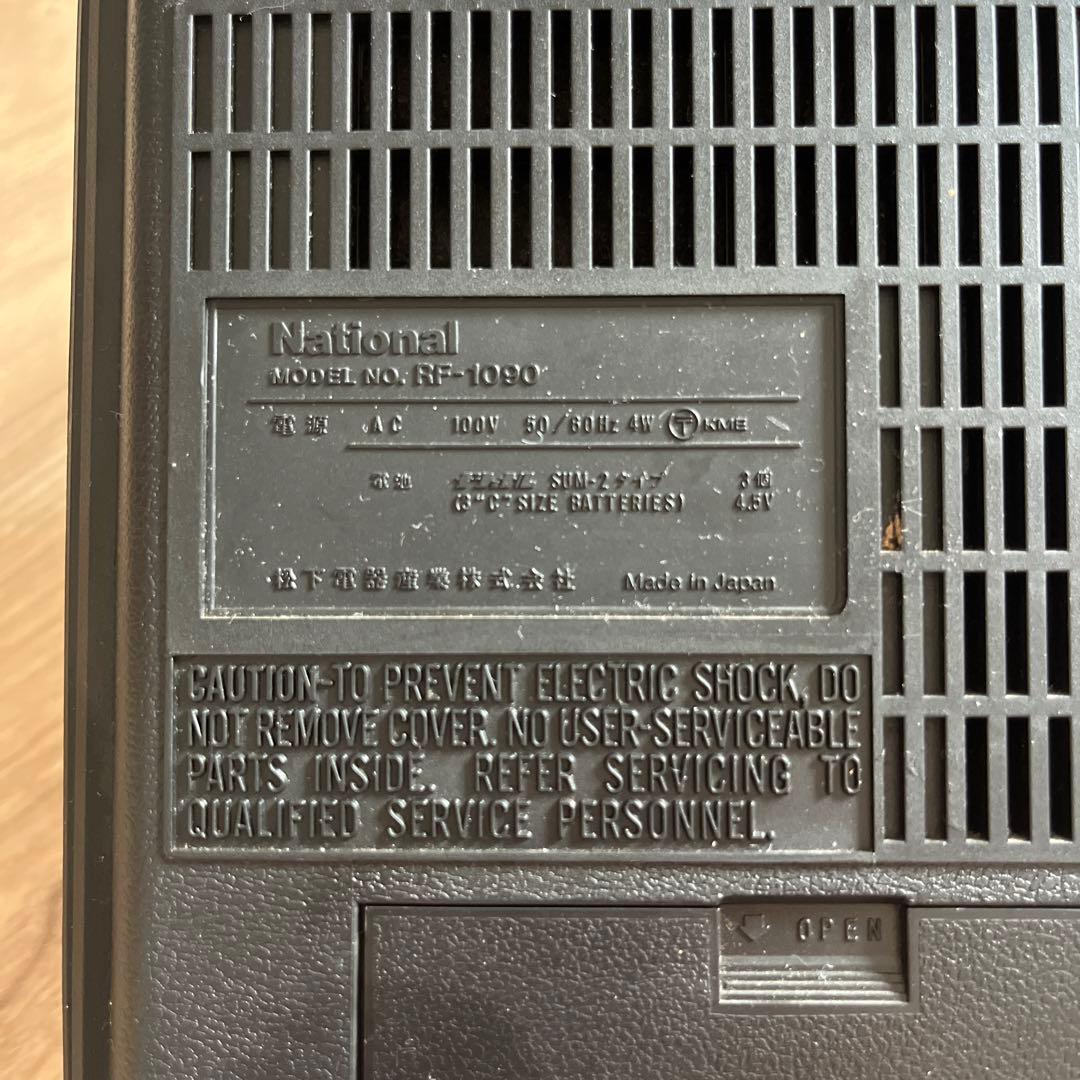 National
MODEL NO. RF-1090
電源 AC 100V 50/60Hz 4W 〒 KME
電池 SUM-2タイプ 3個
(3"C" SIZE BATTERIES) 4.5V
松下電器産業株式会社 Made in Japan
CAUTION-TO PREVENT ELECTRIC SHOCK, DO
NOT REMOVE COVER. NO USER-SERVICEABLE
PARTS INSIDE. REFER SERVICING TO
QUALIFIED SERVICE PERSONNEL.
OPEN